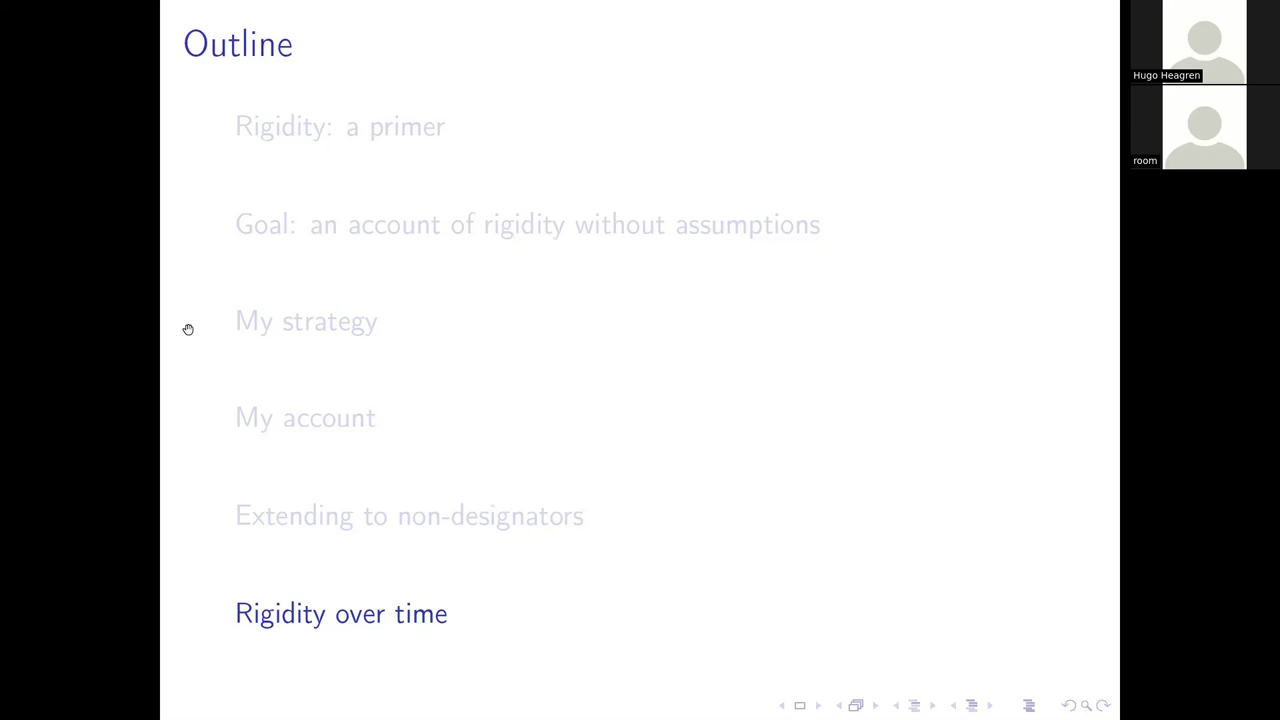 Outline
Rigidity: a primer
Goal: an account of rigidity without assumptions
My strategy
My account
Extending to non-designators
Rigidity over time
Hugo Heagren
room